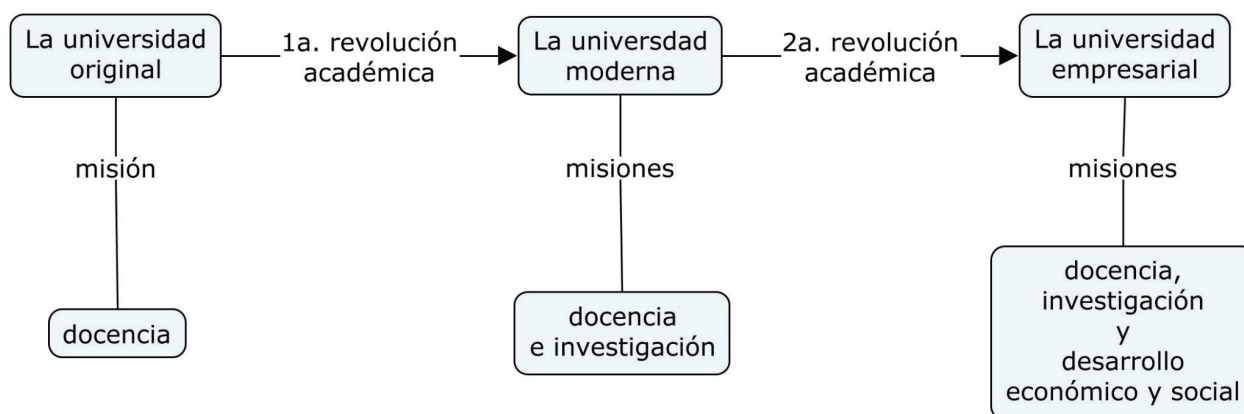 La universidad
original
1a. revolución
académica
La universdad
moderna
2a. revolución
académica
La universidad
empresarial
misión
misiones
misiones
docencia
docencia
e investigación
docencia,
investigación
y
desarrollo
económico y social